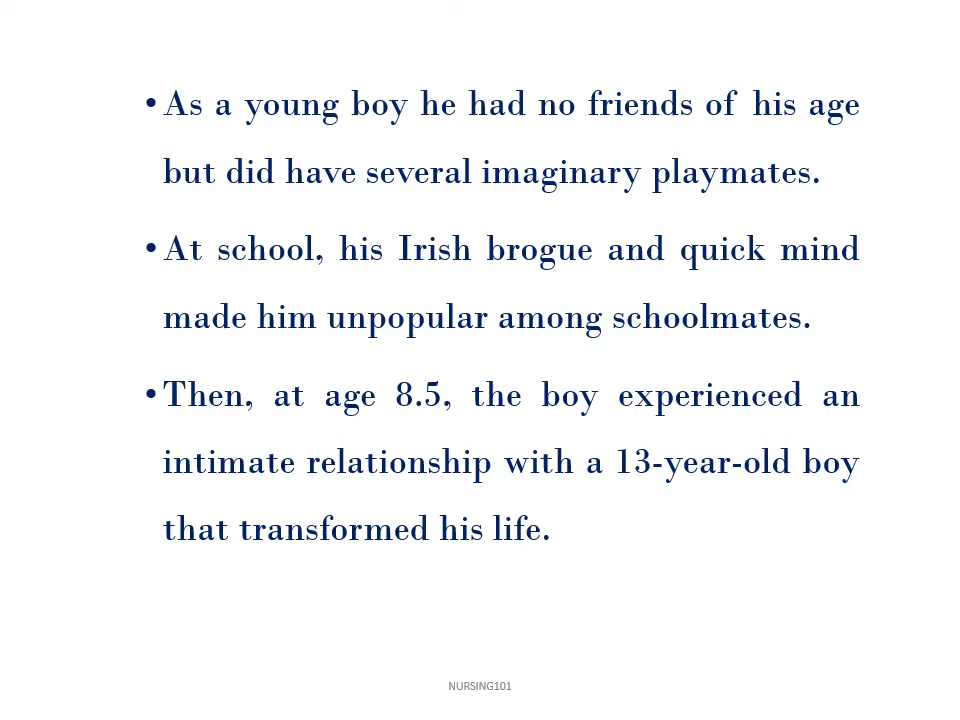 •As a young boy he had no friends of his age
but did have several imaginary playmates.
•At school, his Irish brogue and quick mind
made him unpopular among schoolmates.
•Then, at age 8.5, the boy experienced an
intimate relationship with a 13-year-old boy
that transformed his life.
NURSING101